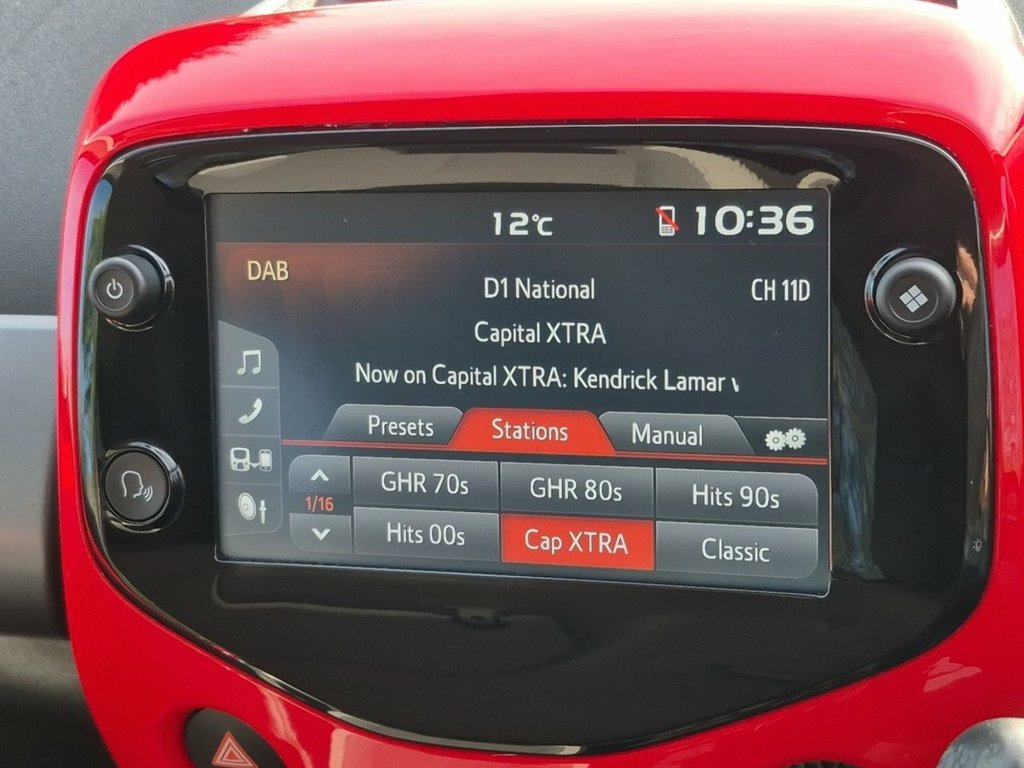 12°C
10:36
DAB
D1 National
CH 11D
Capital XTRA
Now on Capital XTRA: Kendrick Lamar
Presets
Stations
Manual
1/16
GHR 70s
GHR 80s
Hits 90s
Hits 00s
Cap XTRA
Classic